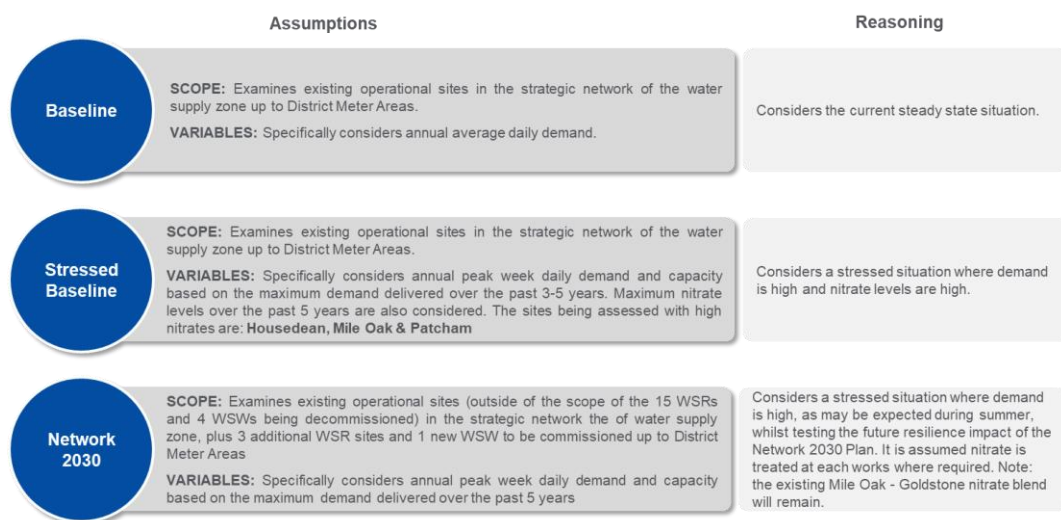 Assumptions
Reasoning
Baseline
SCOPE: Examines existing operational sites in the strategic network of the water
supply zone up to District Meter Areas.
VARIABLES: Specifically considers annual average daily demand.
Considers the current steady state situation.
Stressed
Baseline
SCOPE: Examines existing operational sites in the strategic network of the water
supply zone up to District Meter Areas.
VARIABLES: Specifically considers annual peak week daily demand and capacity
based on the maximum demand delivered over the past 3-5 years. Maximum nitrate
levels over the past 5 years are also considered. The sites being assessed with high
nitrates are: Housedean, Mile Oak & Patcham
Considers a stressed situation where demand
is high and nitrate levels are high.
Network
2030
SCOPE: Examines existing operational sites (outside of the scope of the 15 WSRs
and 4 WSWs being decommissioned) in the strategic network the of water supply
zone, plus 3 additional WSR sites and 1 new WSW to be commissioned up to District
Meter Areas
VARIABLES: Specifically considers annual peak week daily demand and capacity
based on the maximum demand delivered over the past 5 years
Considers a stressed situation where demand
is high, as may be expected during summer,
whilst testing the future resilience impact of the
Network 2030 Plan. It is assumed nitrate is
treated at each works where required. Note:
the existing Mile Oak - Goldstone nitrate blend
will remain.